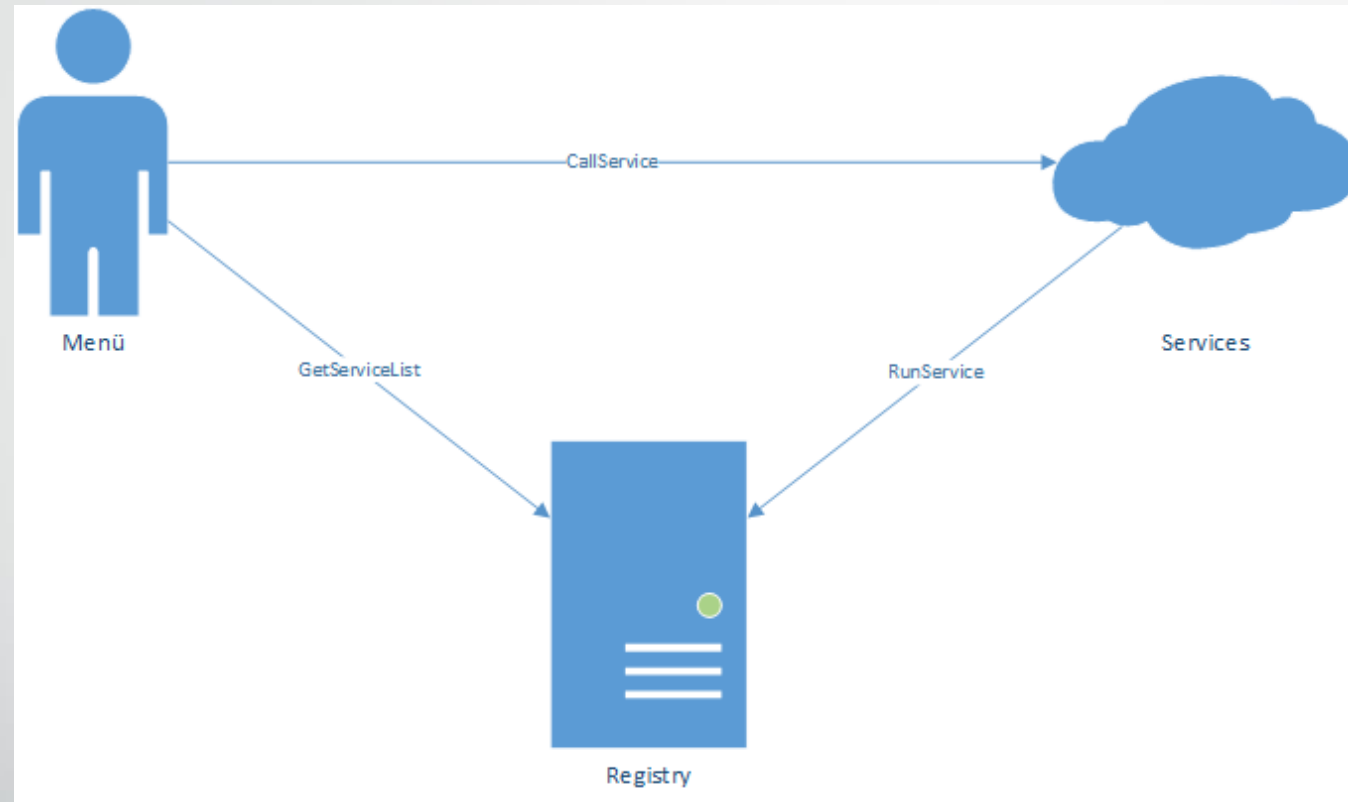 CallService
Menü
Services
GetServiceList
RunService
Registry